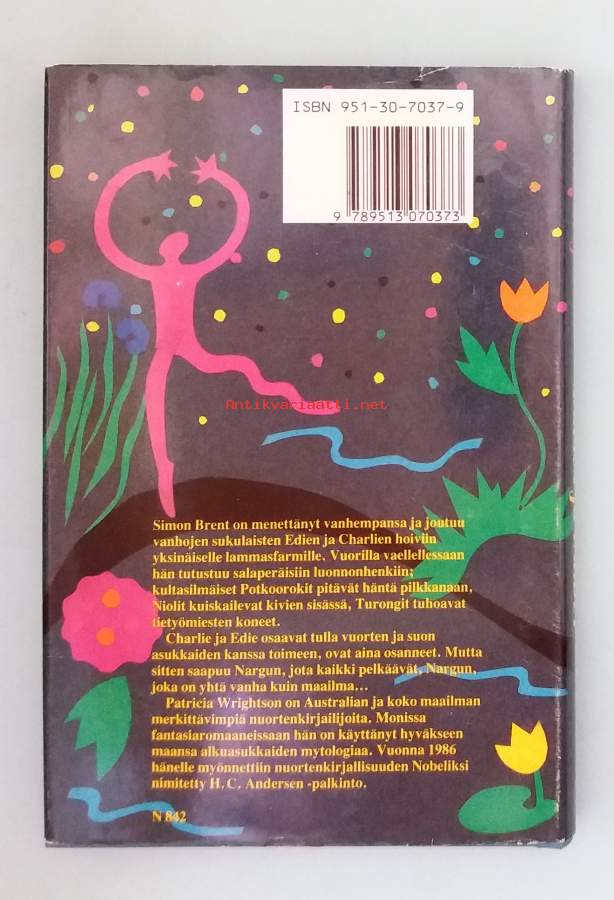 ISBN 951-30-7037-9
9 789513 070373
Antikvariaatti.net
Simon Brent on menettänyt vanhempansa ja joutuu
vanhojen sukulaisten Edien ja Charlien hoiviin
yksinäiselle lammasfarmille. Vuorilla vaellellessaan
hän tutustuu salaperäisiin luonnonhenkiin;
kultasilmäiset Potkoorokit pitävät häntä pilkkanaan,
Niolit kuiskailevat kivien sisässä, Turongit tuhoavat
tietyömiesten koneet.
Charlie ja Edie osaavat tulla vuorten ja suon
asukkaiden kanssa toimeen, ovat aina osanneet. Mutta
sitten saapuu Nargun, jota kaikki pelkäävät, Nargun,
joka on yhtä vanha kuin maailma...
Patricia Wrightson on Australian ja koko maailman
merkittävimpiä nuortenkirjailijoita. Monissa
fantasiaromaaneissaan hän on käyttänyt hyväkseen
maansa alkuasukkaiden mytologiaa. Vuonna 1986
hänelle myönnettiin nuortenkirjallisuuden Nobeliksi
nimitetty H.C. Andersen -palkinto.
N 842